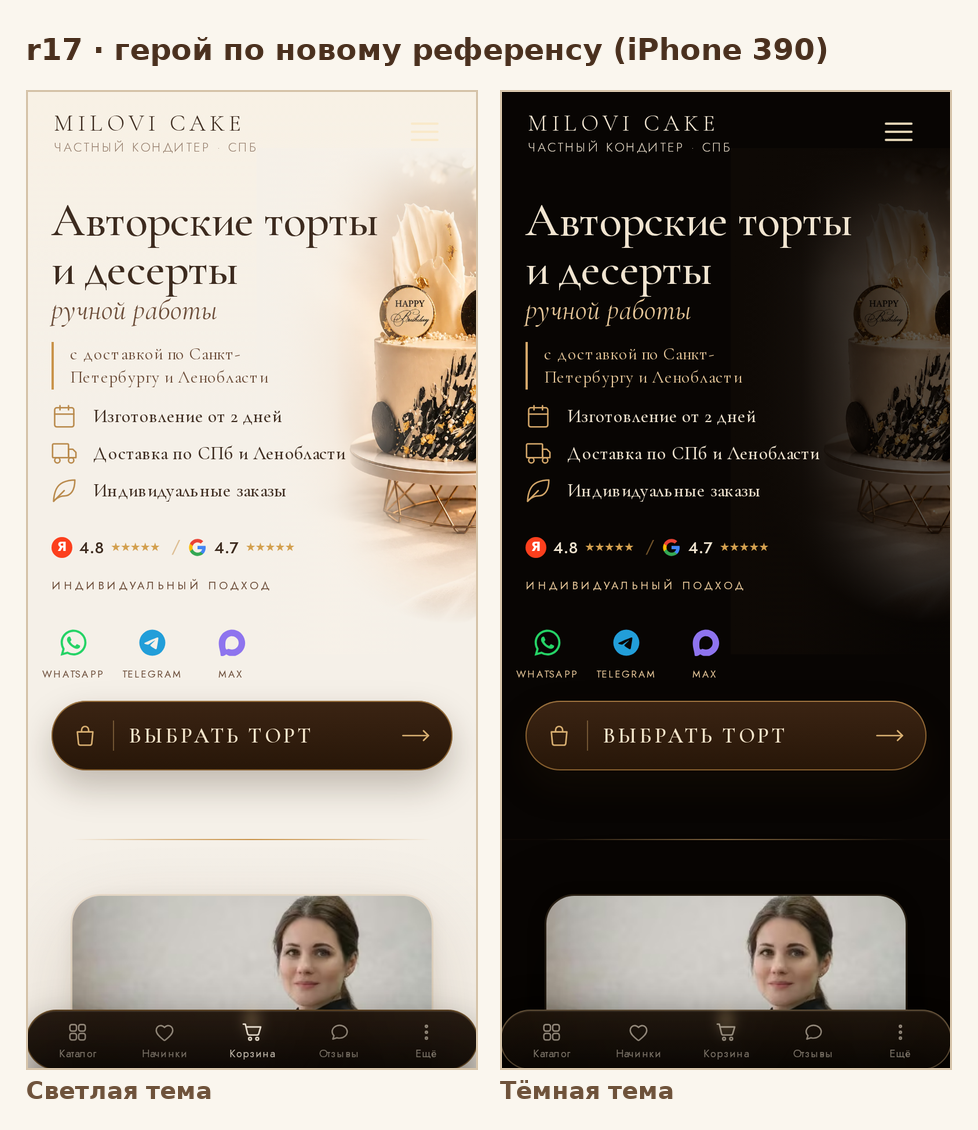 r17 · герой по новому референсу (iPhone 390)
MILOVI CAKE
ЧАСТНЫЙ КОНДИТЕР · СПБ
Авторские торты
и десерты
ручной работы
HAPPY
Birthday
с доставкой по Санкт-
Петербургу и Ленобласти
Изготовление от 2 дней
Доставка по СПб и Ленобласти
Индивидуальные заказы
Я 4.8 ★★★★★ / G 4.7 ★★★★★
ИНДИВИДУАЛЬНЫЙ ПОДХОД
WHATSAPP TELEGRAM MAX
ВЫБРАТЬ ТОРТ
Каталог Начинки Корзина Отзывы Ещё
Светлая тема
MILOVI CAKE
ЧАСТНЫЙ КОНДИТЕР · СПБ
Авторские торты
и десерты
ручной работы
HAPPY
Birthday
с доставкой по Санкт-
Петербургу и Ленобласти
Изготовление от 2 дней
Доставка по СПб и Ленобласти
Индивидуальные заказы
Я 4.8 ★★★★★ / G 4.7 ★★★★★
ИНДИВИДУАЛЬНЫЙ ПОДХОД
WHATSAPP TELEGRAM MAX
ВЫБРАТЬ ТОРТ
Каталог Начинки Корзина Отзывы Ещё
Тёмная тема